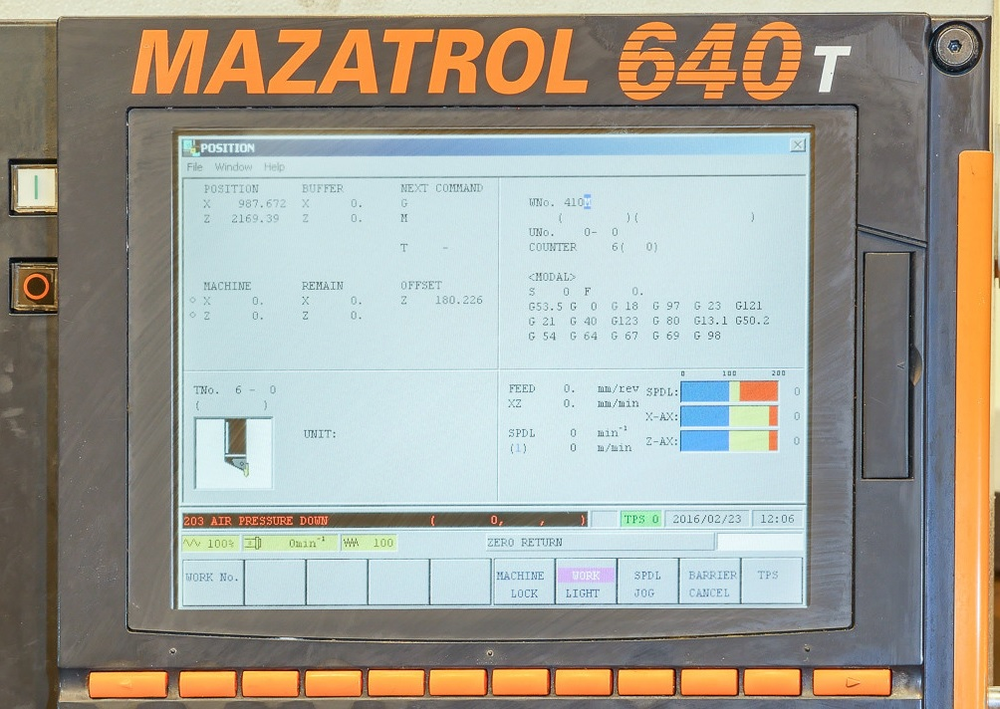 MAZATROL 640T
POSITION
File Window Help
POSITION BUFFER NEXT COMMAND
X 987.672 X 0. G
Z 2169.39 Z 0. M
T -
MACHINE REMAIN OFFSET
X 0. X 0. Z 180.226
Z 0. Z 0.
WNo. 410
( )( )
UNo. 0- 0
COUNTER 6( 0)
<MODAL>
S 0 F 0.
G53.5 G 0 G 18 G 97 G 23 G121
G 21 G 40 G123 G 80 G13.1 G50.2
G 54 G 64 G 67 G 69 G 98
TNo. 6 - 0
( )
UNIT:
0 100 200
FEED 0. mm/rev SPDL: 0
XZ 0. mm/min X-AX: 0
SPDL 0 min-1 Z-AX: 0
(1) 0 m/min
203 AIR PRESSURE DOWN ( 0, , ) TPS 0 2016/02/23 12:06
100% 0min-1 100 ZERO RETURN
WORK No. MACHINE LOCK WORK LIGHT SPDL JOG BARRIER CANCEL TPS